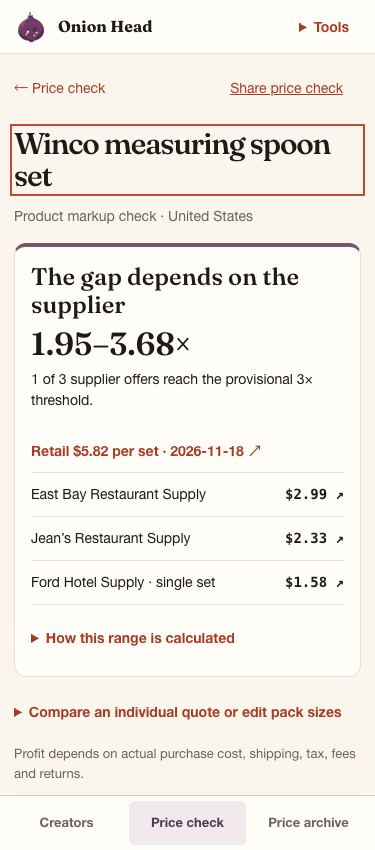 Onion Head
▶ Tools
← Price check
Share price check
Winco measuring spoon
set
Product markup check · United States
The gap depends on the
supplier
1.95–3.68×
1 of 3 supplier offers reach the provisional 3×
threshold.
Retail $5.82 per set · 2026-11-18 ↗
East Bay Restaurant Supply $2.99 ↗
Jean’s Restaurant Supply $2.33 ↗
Ford Hotel Supply · single set $1.58 ↗
▶ How this range is calculated
▶ Compare an individual quote or edit pack sizes
Profit depends on actual purchase cost, shipping, tax, fees
and returns.
Creators Price check Price archive